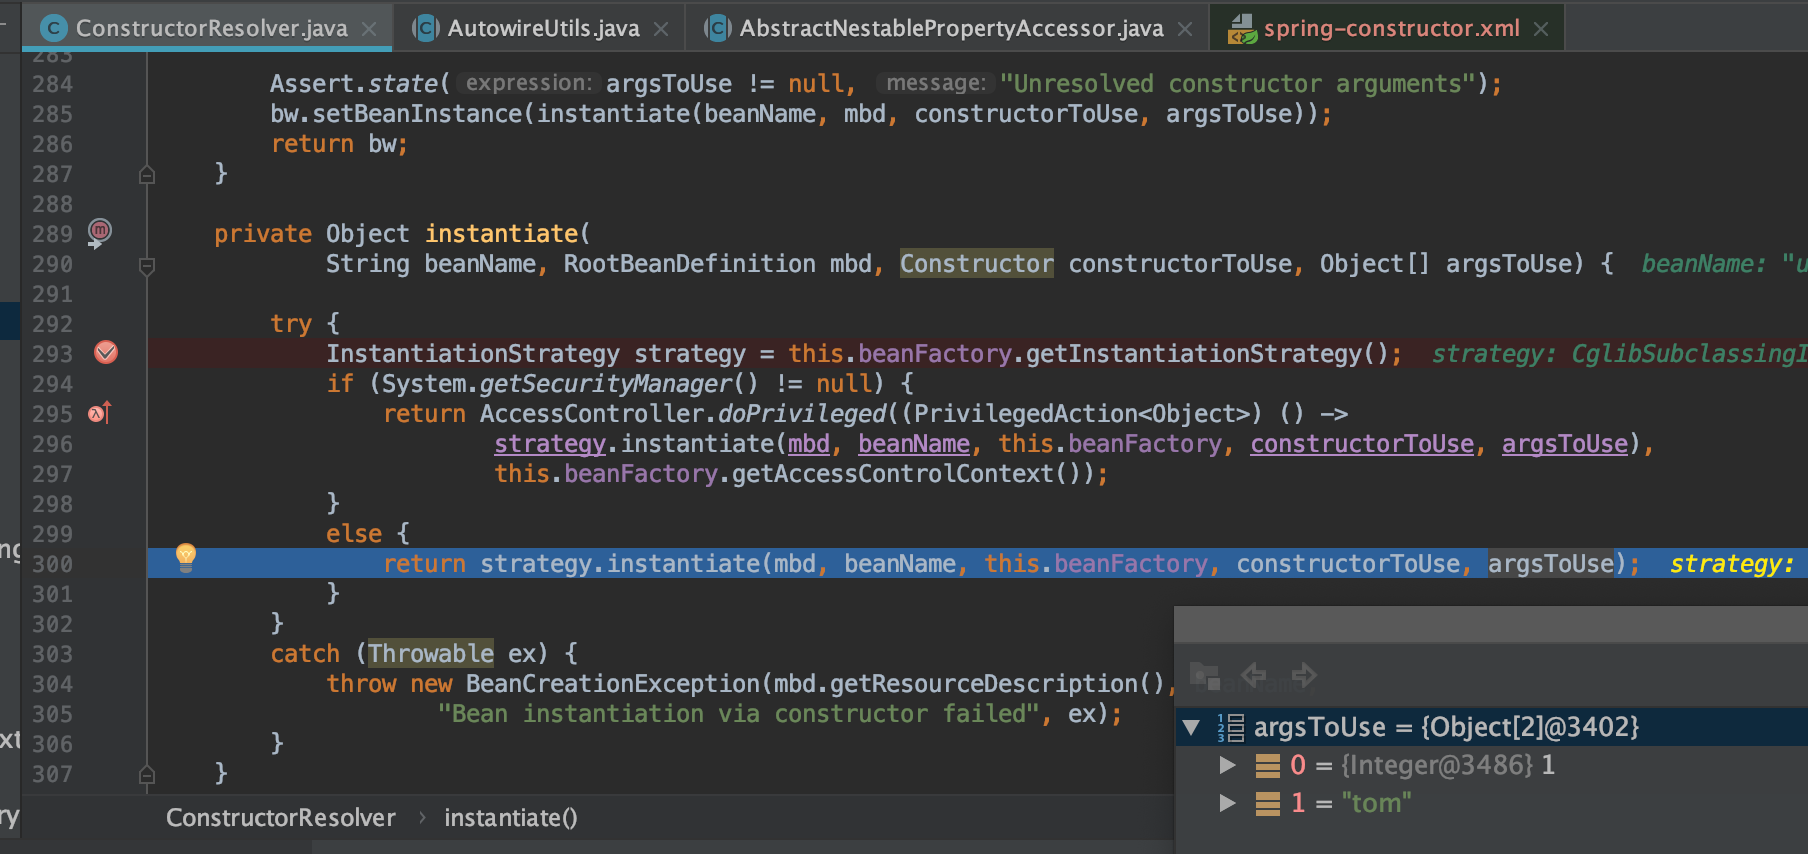 ConstructorResolver.java AutowireUtils.java AbstractNestablePropertyAccessor.java spring-constructor.xml
283
284 Assert.state( expression: argsToUse != null, message: "Unresolved constructor arguments");
285 bw.setBeanInstance(instantiate(beanName, mbd, constructorToUse, argsToUse));
286 return bw;
287 }
288
289 private Object instantiate(
290 String beanName, RootBeanDefinition mbd, Constructor constructorToUse, Object[] argsToUse) { beanName: "u
291
292 try {
293 InstantiationStrategy strategy = this.beanFactory.getInstantiationStrategy(); strategy: CglibSubclassingI
294 if (System.getSecurityManager() != null) {
295 return AccessController.doPrivileged((PrivilegedAction<Object>) () ->
296 strategy.instantiate(mbd, beanName, this.beanFactory, constructorToUse, argsToUse),
297 this.beanFactory.getAccessControlContext());
298 }
299 else {
300 return strategy.instantiate(mbd, beanName, this.beanFactory, constructorToUse, argsToUse); strategy:
301 }
302 }
303 catch (Throwable ex) {
304 throw new BeanCreationException(mbd.getResourceDescription(),
305 "Bean instantiation via constructor failed", ex);
306 }
307 }
argsToUse = {Object[2]@3402}
0 = {Integer@3486} 1
1 = "tom"
ConstructorResolver › instantiate()